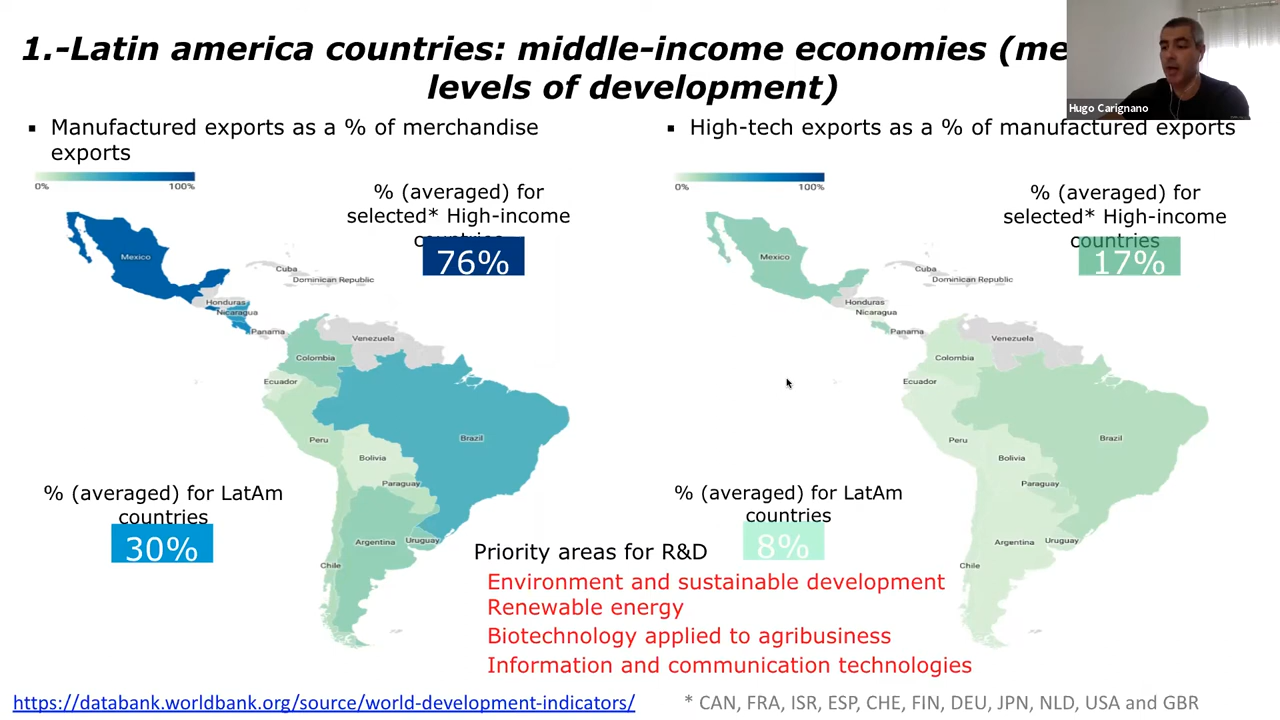 1.-Latin america countries: middle-income economies (me
levels of development)
Hugo Carignano
▪ Manufactured exports as a % of merchandise
exports
0% 100%
% (averaged) for
selected* High-income
countries
76%
Mexico
Cuba
Dominican Republic
Honduras
Nicaragua
Panama
Venezuela
Colombia
Ecuador
Brazil
Peru
Bolivia
Paraguay
% (averaged) for LatAm
countries
30%
Argentina
Uruguay
Chile
▪ High-tech exports as a % of manufactured exports
0% 100%
% (averaged) for
selected* High-income
countries
17%
Mexico
Cuba
Dominican Republic
Honduras
Nicaragua
Panama
Venezuela
Colombia
Ecuador
Brazil
Peru
Bolivia
Paraguay
% (averaged) for LatAm
countries
8%
Argentina
Uruguay
Chile
Priority areas for R&D
Environment and sustainable development
Renewable energy
Biotechnology applied to agribusiness
Information and communication technologies
https://databank.worldbank.org/source/world-development-indicators/
* CAN, FRA, ISR, ESP, CHE, FIN, DEU, JPN, NLD, USA and GBR